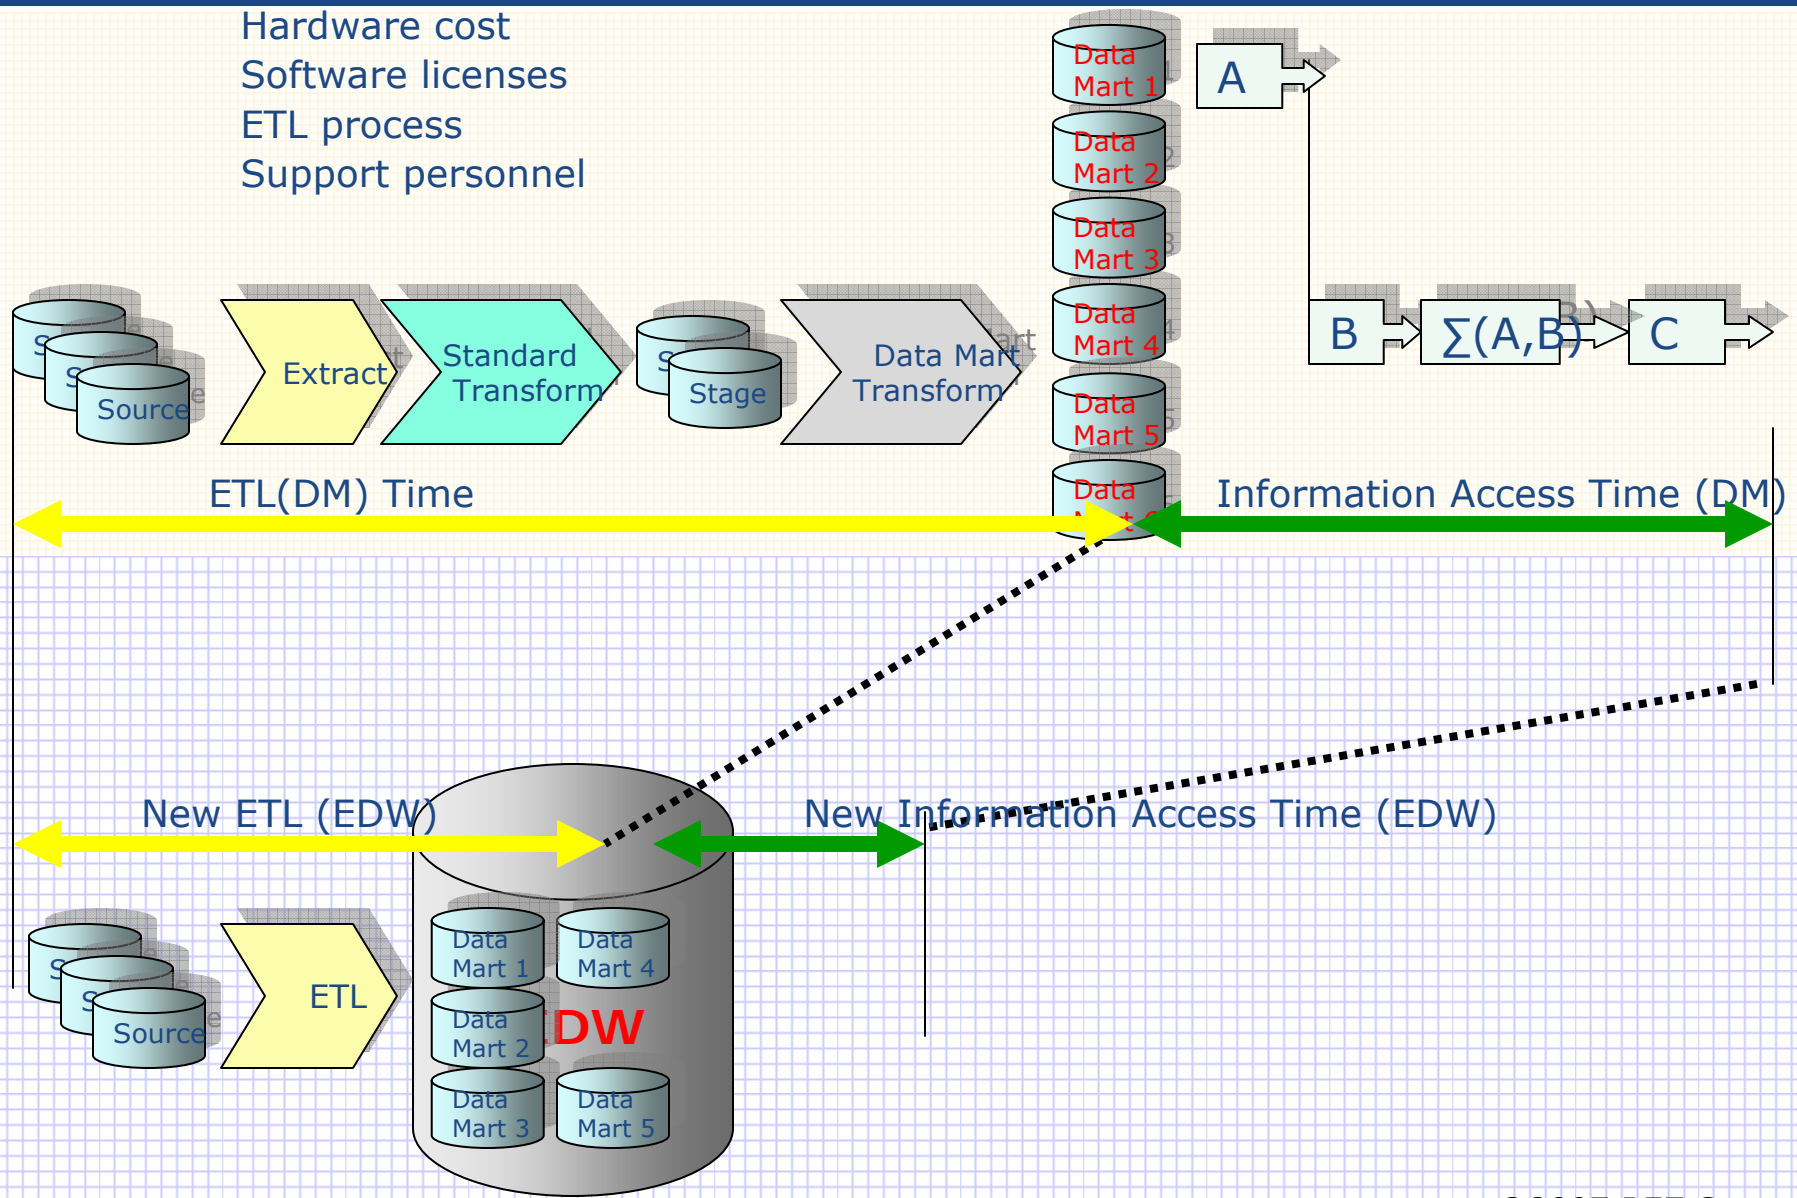 Hardware cost
Software licenses
ETL process
Support personnel
Data
Mart 1
Data
Mart 2
Data
Mart 3
Data
Mart 4
Data
Mart 5
Data
A
B
∑(A,B)
C
Source
Extract
Standard
Transform
Stage
Data Mart
Transform
ETL(DM) Time
Information Access Time (DM)
New ETL (EDW)
New Information Access Time (EDW)
Source
ETL
Data
Mart 1
Data
Mart 4
Data
Mart 2
DW
Data
Mart 3
Data
Mart 5